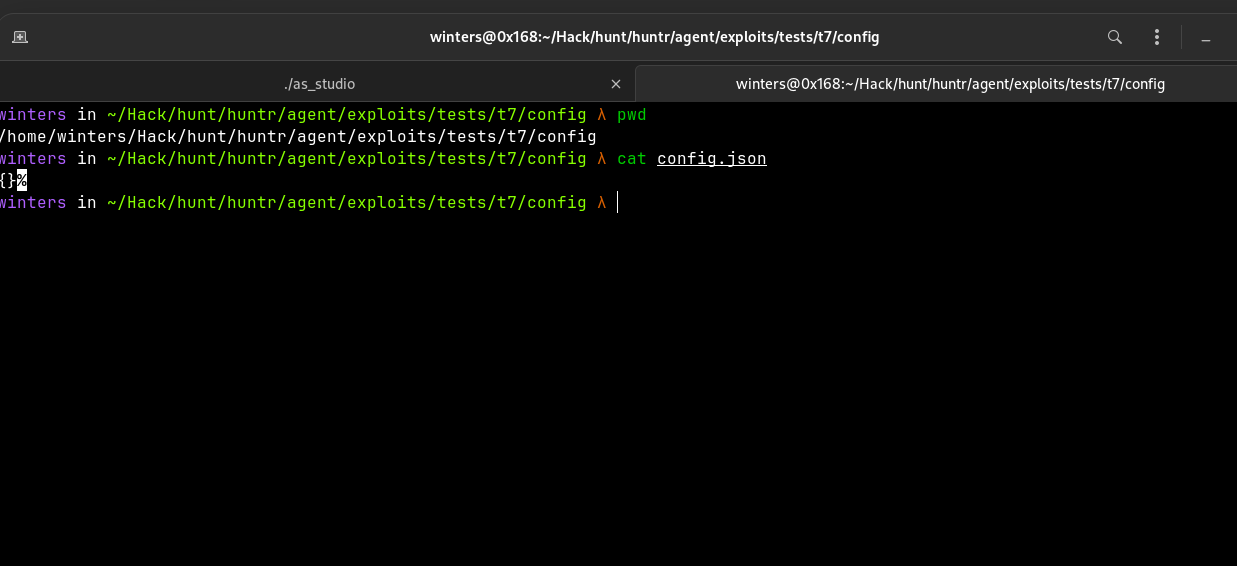 winters@0x168:~/Hack/hunt/huntr/agent/exploits/tests/t7/config
./as_studio
winters@0x168:~/Hack/hunt/huntr/agent/exploits/tests/t7/config
winters in ~/Hack/hunt/huntr/agent/exploits/tests/t7/config λ pwd
/home/winters/Hack/hunt/huntr/agent/exploits/tests/t7/config
winters in ~/Hack/hunt/huntr/agent/exploits/tests/t7/config λ cat config.json
{}%
winters in ~/Hack/hunt/huntr/agent/exploits/tests/t7/config λ